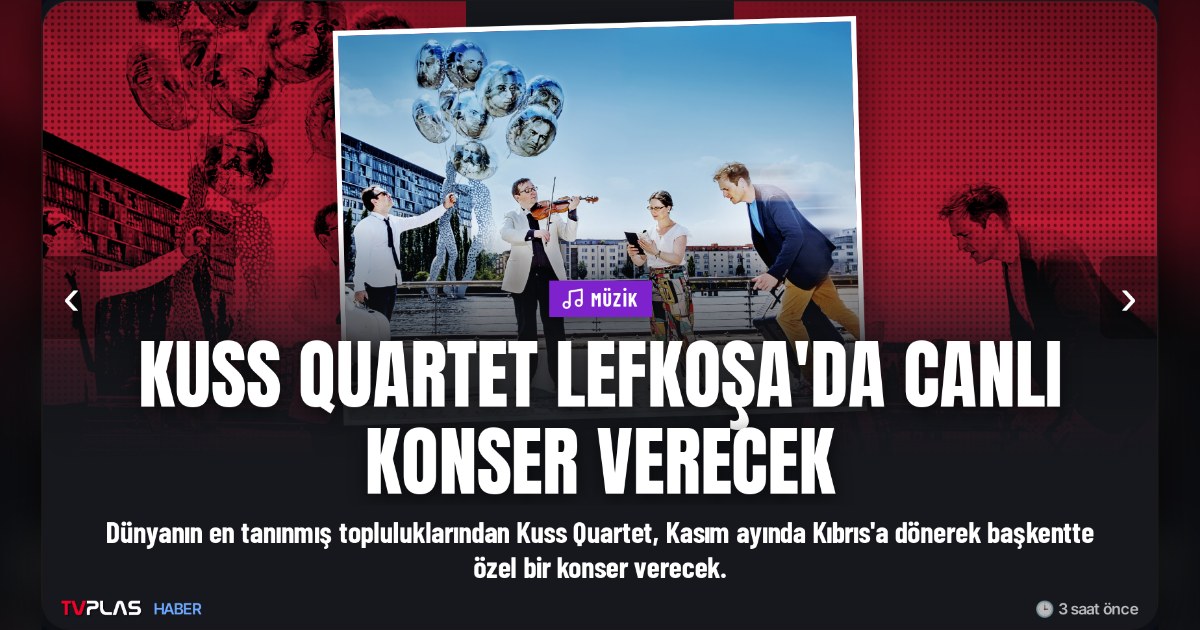 MÜZİK
KUSS QUARTET LEFKOŞA'DA CANLI
KONSER VERECEK
Dünyanın en tanınmış topluluklarından Kuss Quartet, Kasım ayında Kıbrıs'a dönerek başkentte
özel bir konser verecek.
TVPLAS HABER
3 saat önce